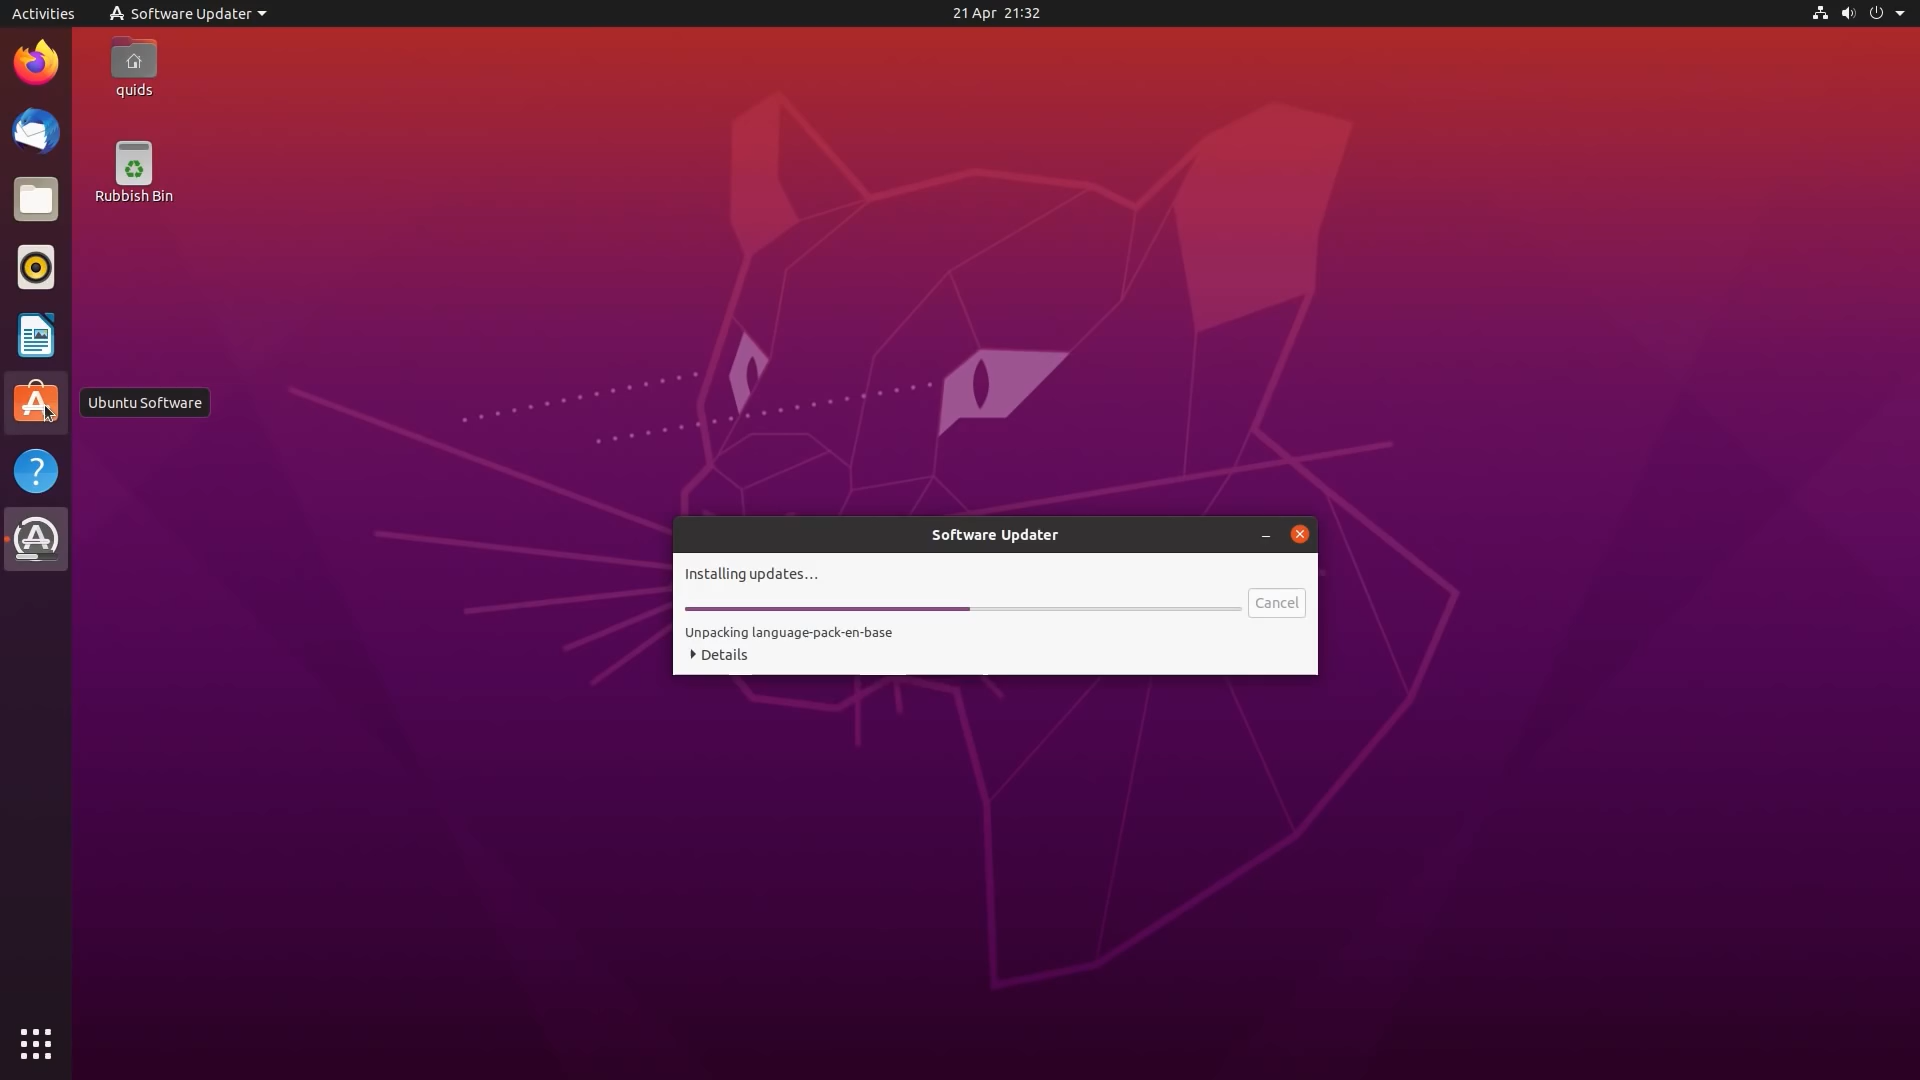 Activities
Software Updater
21 Apr 21:32
quids
Rubbish Bin
Ubuntu Software
Software Updater
Installing updates…
Cancel
Unpacking language-pack-en-base
Details